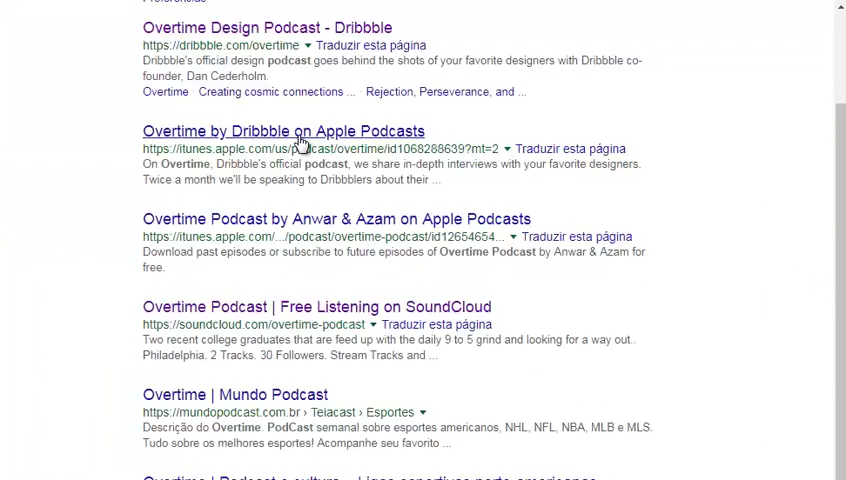 Preferências
Overtime Design Podcast - Dribbble
https://dribbble.com/overtime ▼ Traduzir esta página
Dribbble's official design podcast goes behind the shots of your favorite designers with Dribbble co-
founder, Dan Cederholm.
Overtime · Creating cosmic connections ... · Rejection, Perseverance, and ...
Overtime by Dribbble on Apple Podcasts
https://itunes.apple.com/us/podcast/overtime/id1068288639?mt=2 ▼ Traduzir esta página
On Overtime, Dribbble's official podcast, we share in-depth interviews with your favorite designers.
Twice a month we'll be speaking to Dribbblers about their ...
Overtime Podcast by Anwar & Azam on Apple Podcasts
https://itunes.apple.com/.../podcast/overtime-podcast/id12654654... ▼ Traduzir esta página
Download past episodes or subscribe to future episodes of Overtime Podcast by Anwar & Azam for
free.
Overtime Podcast | Free Listening on SoundCloud
https://soundcloud.com/overtime-podcast ▼ Traduzir esta página
Two recent college graduates that are feed up with the daily 9 to 5 grind and looking for a way out..
Philadelphia. 2 Tracks. 30 Followers. Stream Tracks and ...
Overtime | Mundo Podcast
https://mundopodcast.com.br › Teiacast › Esportes ▼
Descrição do Overtime. PodCast semanal sobre esportes americanos, NHL, NFL, NBA, MLB e MLS.
Tudo sobre os melhores esportes! Acompanhe seu favorito ...
Overtime | Podcast e cultura